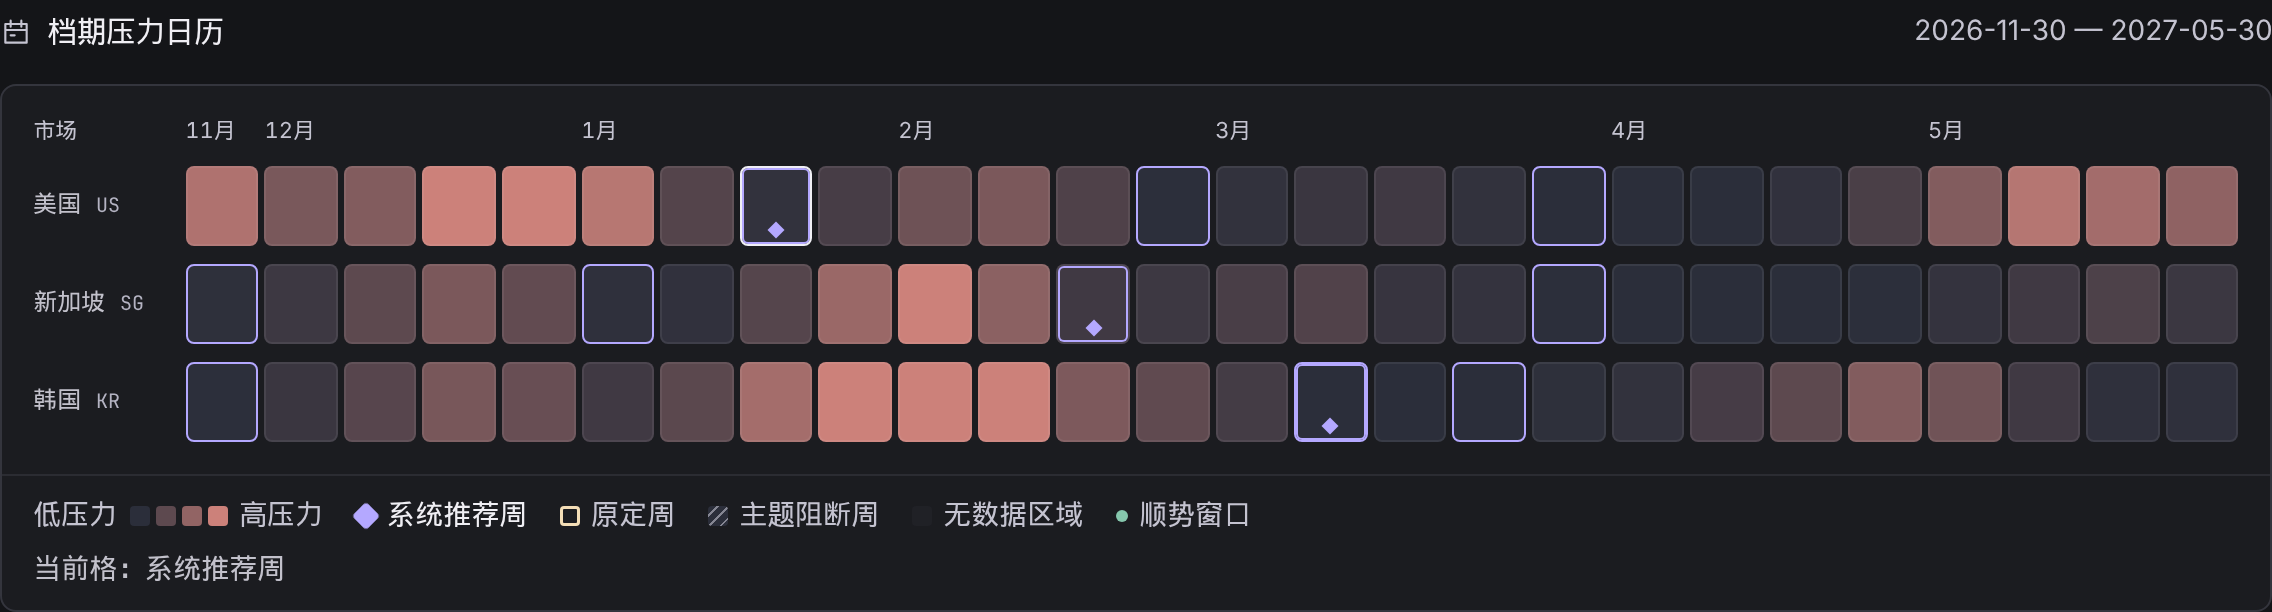 档期压力日历
2026-11-30 — 2027-05-30
市场 11月 12月 1月 2月 3月 4月 5月
美国 US
新加坡 SG
韩国 KR
低压力 高压力 系统推荐周 原定周 主题阻断周 无数据区域 顺势窗口
当前格: 系统推荐周